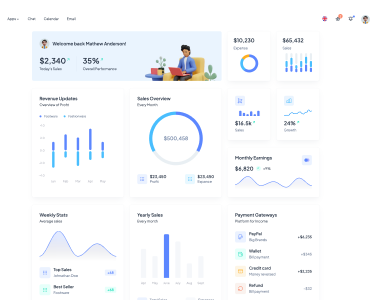 Apps
Chat
Calendar
Email
Welcome back Mathew Anderson!
$2,340
Today's Sales
35%
Overall Performance
$10,230
Expense
$65,432
Sales
$16.5k
Sales
24%
Growth
Revenue Updates
Overview of Profit
Footware
Fashionware
Sales Overview
Every Month
$500,458
$23,450
Profit
$23,450
Expance
Monthly Earnings
$6,820
+9%
Weekly Stats
Average sales
Top Sales
Johnathan Doe
+68
Best Seller
Footware
+68
Yearly Sales
Every month
Payment Gateways
Platform for Income
PayPal
Big Brands
+$6,235
Wallet
Bill payment
-$345
Credit card
Money reversed
+$2,235
Refund
Bill payment